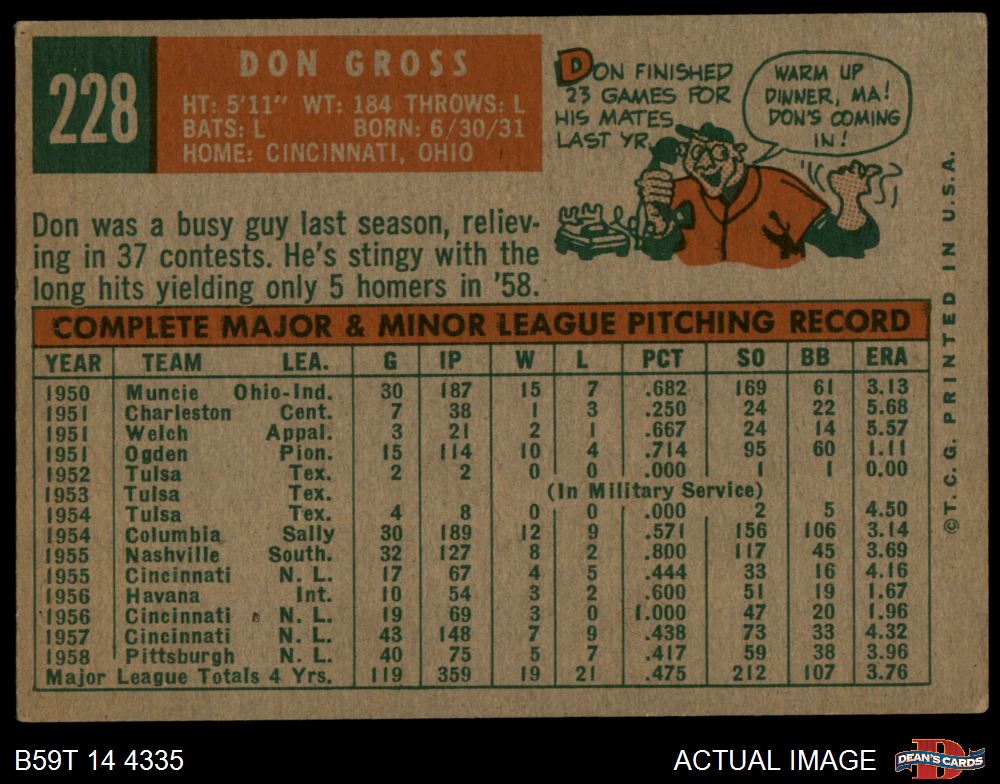 228
DON GROSS
HT: 5'11" WT: 184 THROWS: L
BATS: L BORN: 6/30/31
HOME: CINCINNATI, OHIO
DON FINISHED
23 GAMES FOR
HIS MATES
LAST YR.
WARM UP
DINNER, MA!
DON'S COMING
IN!
Don was a busy guy last season, reliev-
ing in 37 contests. He's stingy with the
long hits yielding only 5 homers in '58.
COMPLETE MAJOR & MINOR LEAGUE PITCHING RECORD
YEAR TEAM LEA. G IP W L PCT SO BB ERA
1950 Muncie Ohio-Ind. 30 187 15 7 .682 169 61 3.13
1951 Charleston Cent. 7 38 1 3 .250 24 22 5.68
1951 Welch Appal. 3 21 2 1 .667 24 14 5.57
1951 Ogden Pion. 15 114 10 4 .714 95 60 1.11
1952 Tulsa Tex. 2 2 0 0 .000 1 1 0.00
1953 Tulsa Tex. (In Military Service)
1954 Tulsa Tex. 4 8 0 0 .000 2 5 4.50
1954 Columbia Sally 30 189 12 9 .571 156 106 3.14
1955 Nashville South. 32 127 8 2 .800 117 45 3.69
1955 Cincinnati N. L. 17 67 4 5 .444 33 16 4.16
1956 Havana Int. 10 54 3 2 .600 51 19 1.67
1956 Cincinnati N. L. 19 69 3 0 1.000 47 20 1.96
1957 Cincinnati N. L. 43 148 7 9 .438 73 33 4.32
1958 Pittsburgh N. L. 40 75 5 7 .417 59 38 3.96
Major League Totals 4 Yrs. 119 359 19 21 .475 212 107 3.76
©T.C.G. PRINTED IN U.S.A.
B59T 14 4335
ACTUAL IMAGE
DEAN'S CARDS